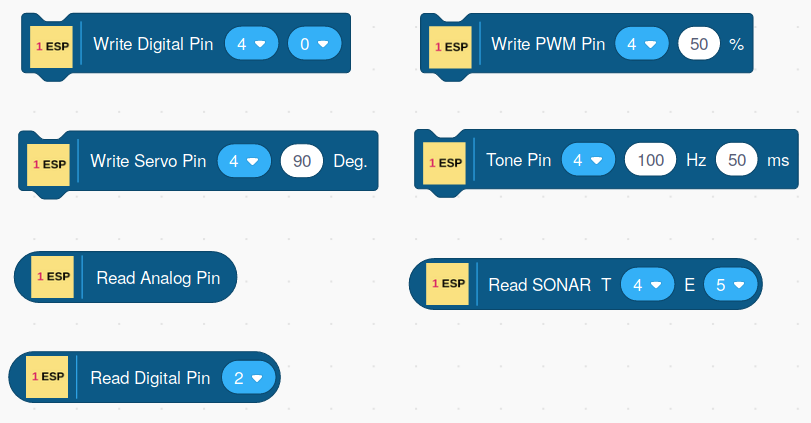 1 ESP Write Digital Pin 4 0
1 ESP Write PWM Pin 4 50 %
1 ESP Write Servo Pin 4 90 Deg.
1 ESP Tone Pin 4 100 Hz 50 ms
1 ESP Read Analog Pin
1 ESP Read SONAR T 4 E 5
1 ESP Read Digital Pin 2